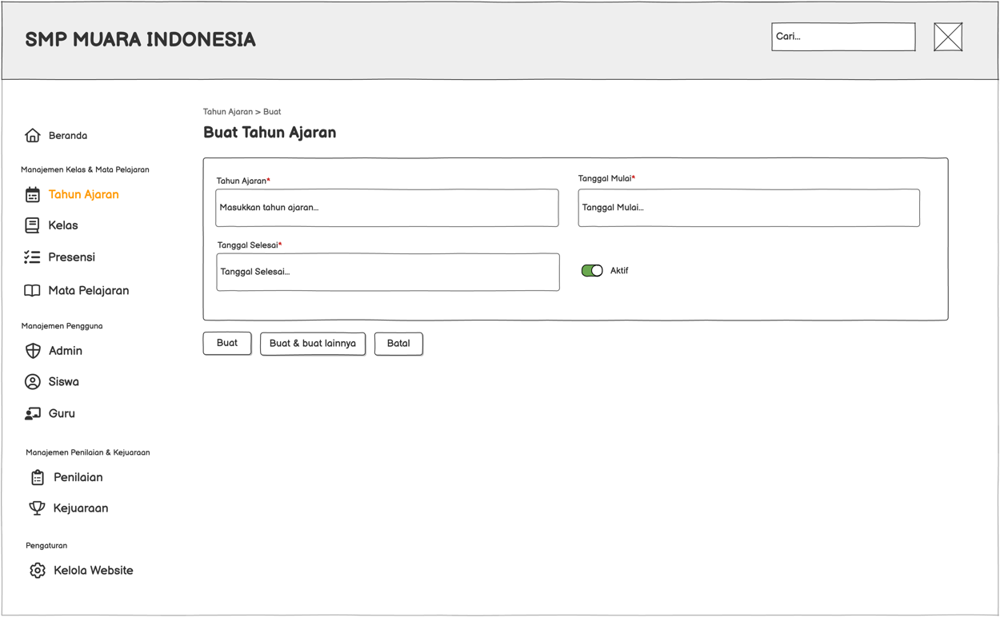 SMP MUARA INDONESIA
Cari...
Beranda
Manajemen Kelas & Mata Pelajaran
Tahun Ajaran
Kelas
Presensi
Mata Pelajaran
Manajemen Pengguna
Admin
Siswa
Guru
Manajemen Penilaian & Kejuaraan
Penilaian
Kejuaraan
Pengaturan
Kelola Website
Tahun Ajaran > Buat
Buat Tahun Ajaran
Tahun Ajaran*
Masukkan tahun ajaran...
Tanggal Mulai*
Tanggal Mulai...
Tanggal Selesai*
Tanggal Selesai...
Aktif
Buat
Buat & buat lainnya
Batal